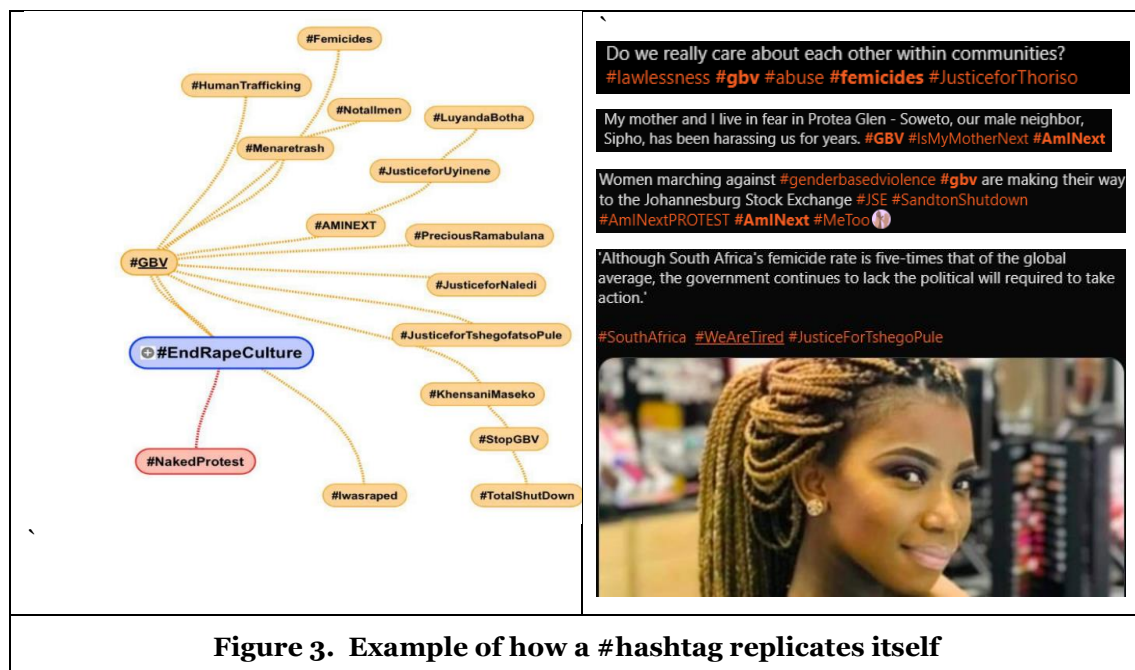 #Femicides
#HumanTrafficking
#Notallmen
#LuyandaBotha
#Menaretrash
#JusticeforUyinene
#AMINEXT
#PreciousRamabulana
#GBV
#JusticeforNaledi
#JusticeforTshegofatsoPule
#EndRapeCulture
#KhensaniMaseko
#StopGBV
#NakedProtest
#Iwasraped
#TotalShutDown
`
`
Do we really care about each other within communities?
#lawlessness #gbv #abuse #femicides #JusticeforThoriso
My mother and I live in fear in Protea Glen - Soweto, our male neighbor,
Sipho, has been harassing us for years. #GBV #IsMyMotherNext #AmINext
Women marching against #genderbasedviolence #gbv are making their way
to the Johannesburg Stock Exchange #JSE #SandtonShutdown
#AmINextPROTEST #AmINext #MeToo
'Although South Africa's femicide rate is five-times that of the global
average, the government continues to lack the political will required to take
action.'
#SouthAfrica #WeAreTired #JusticeForTshegoPule
Figure 3. Example of how a #hashtag replicates itself